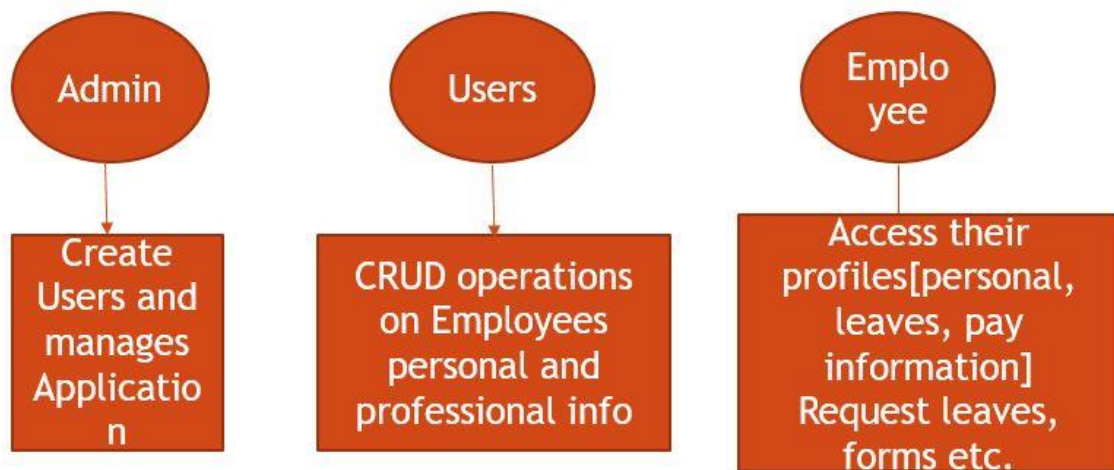 Admin
Users
Emplo
yee
Create
Users and
manages
Applicatio
n
CRUD operations
on Employees
personal and
professional info
Access their
profiles[personal,
leaves, pay
information]
Request leaves,
forms etc.